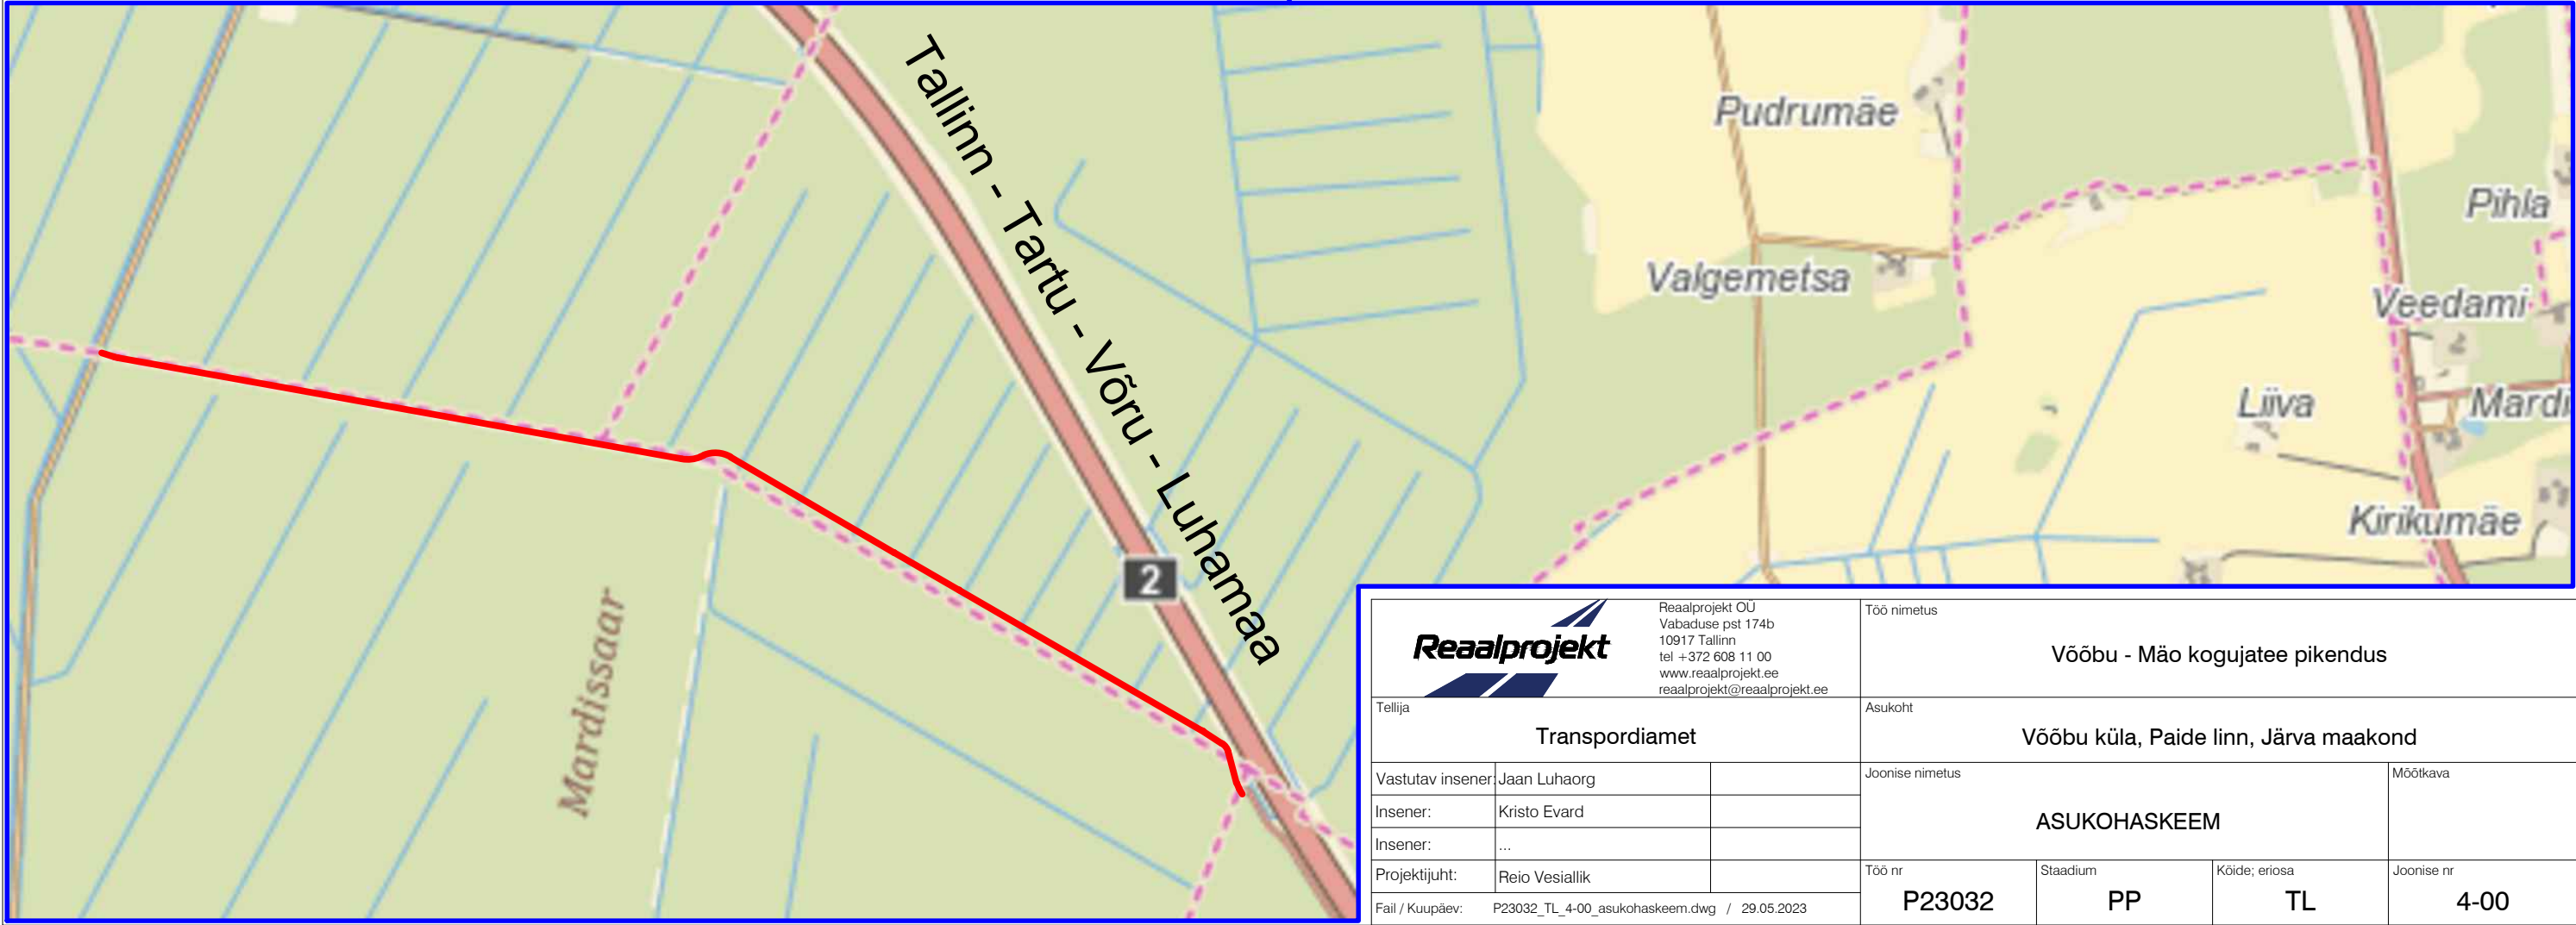 Tallinn - Tartu - Võru - Luhamaa
Pudrumäe
Pihla
Valgemetsa
Veedami
Liiva
Mardi
Kirikumäe
2
Mardissaar
Reaalprojekt
Reaalprojekt OÜ
Vabaduse pst 174b
10917 Tallinn
tel +372 608 11 00
www.reaalprojekt.ee
reaalprojekt@reaalprojekt.ee
Töö nimetus
Võõbu - Mäo kogujatee pikendus
Tellija
Transpordiamet
Asukoht
Võõbu küla, Paide linn, Järva maakond
Vastutav insener: Jaan Luhaorg
Insener: Kristo Evard
Insener: ...
Projektijuht: Reio Vesiallik
Fail / Kuupäev: P23032_TL_4-00_asukohaskeem.dwg / 29.05.2023
Joonise nimetus
ASUKOHASKEEM
Mõõtkava
Töö nr
P23032
Staadium
PP
Köide; eriosa
TL
Joonise nr
4-00